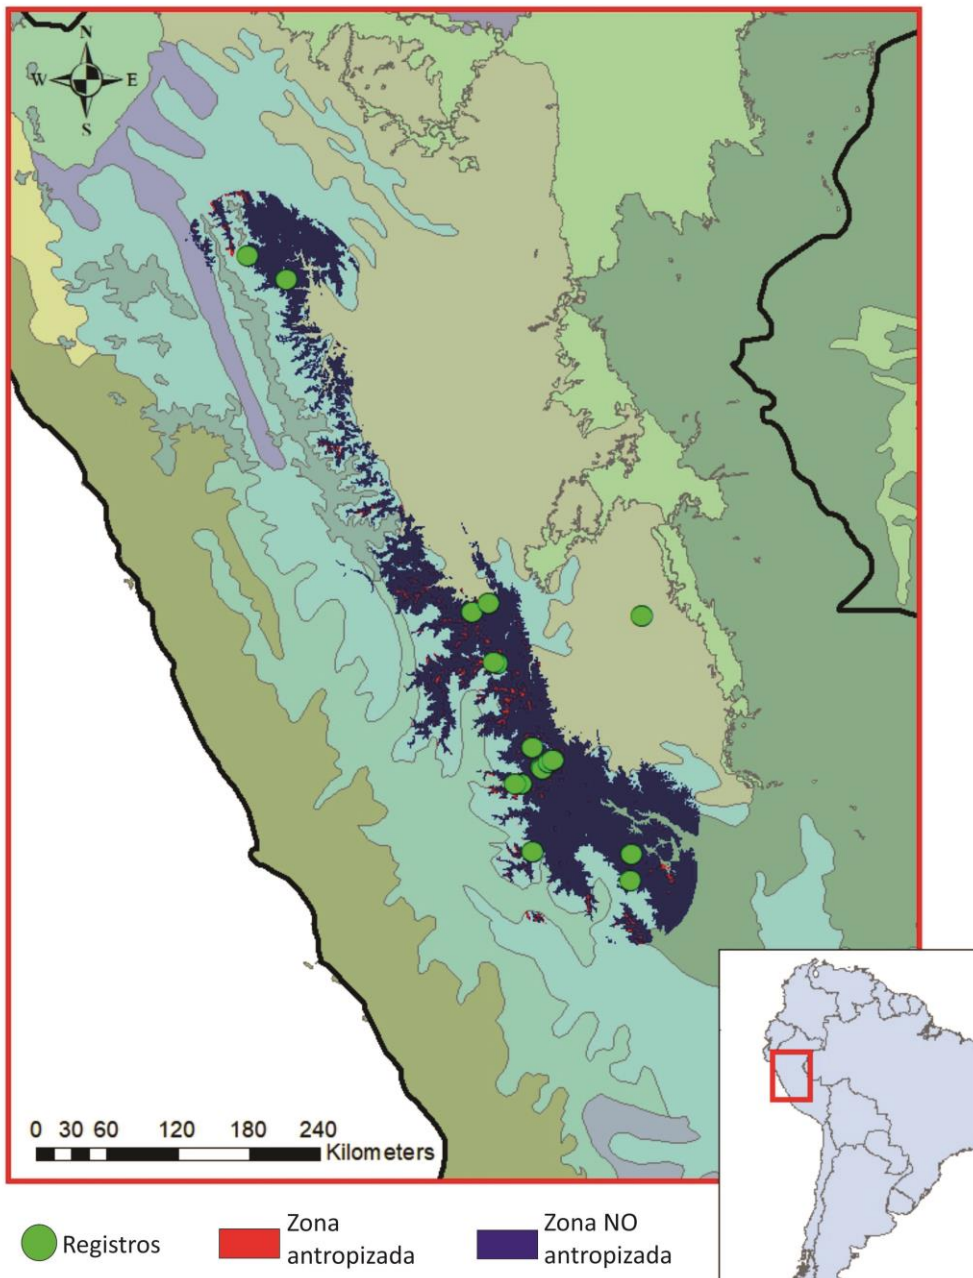 N
W E
S
0 30 60 120 180 240
Kilometers
Registros
Zona
antropizada
Zona NO
antropizada